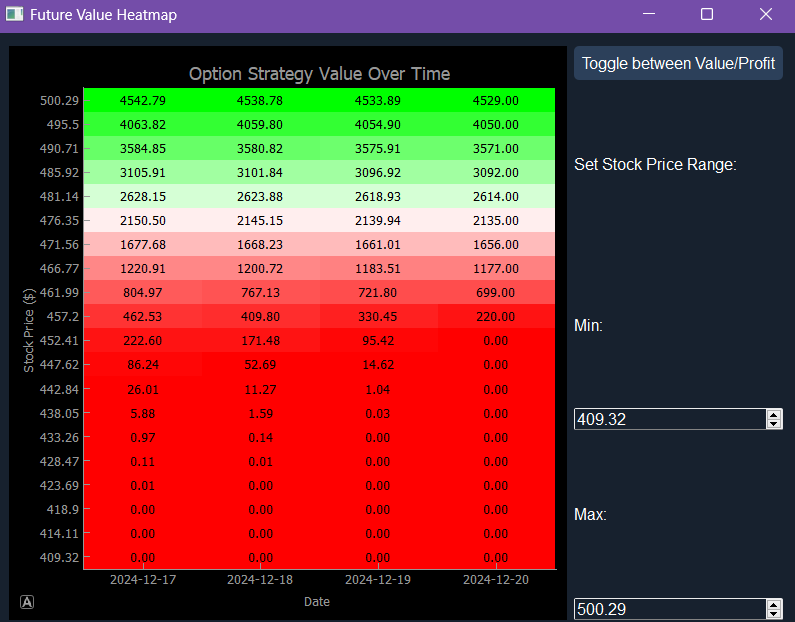 Future Value Heatmap
Option Strategy Value Over Time
Toggle between Value/Profit
500.29 4542.79 4538.78 4533.89 4529.00
495.5 4063.82 4059.80 4054.90 4050.00
490.71 3584.85 3580.82 3575.91 3571.00
485.92 3105.91 3101.84 3096.92 3092.00
481.14 2628.15 2623.88 2618.93 2614.00
476.35 2150.50 2145.15 2139.94 2135.00
471.56 1677.68 1668.23 1661.01 1656.00
466.77 1220.91 1200.72 1183.51 1177.00
461.99 804.97 767.13 721.80 699.00
457.2 462.53 409.80 330.45 220.00
452.41 222.60 171.48 95.42 0.00
447.62 86.24 52.69 14.62 0.00
442.84 26.01 11.27 1.04 0.00
438.05 5.88 1.59 0.03 0.00
433.26 0.97 0.14 0.00 0.00
428.47 0.11 0.01 0.00 0.00
423.69 0.01 0.00 0.00 0.00
418.9 0.00 0.00 0.00 0.00
414.11 0.00 0.00 0.00 0.00
409.32 0.00 0.00 0.00 0.00
2024-12-17 2024-12-18 2024-12-19 2024-12-20
Stock Price ($)
Date
A
Set Stock Price Range:
Min:
409.32
Max:
500.29